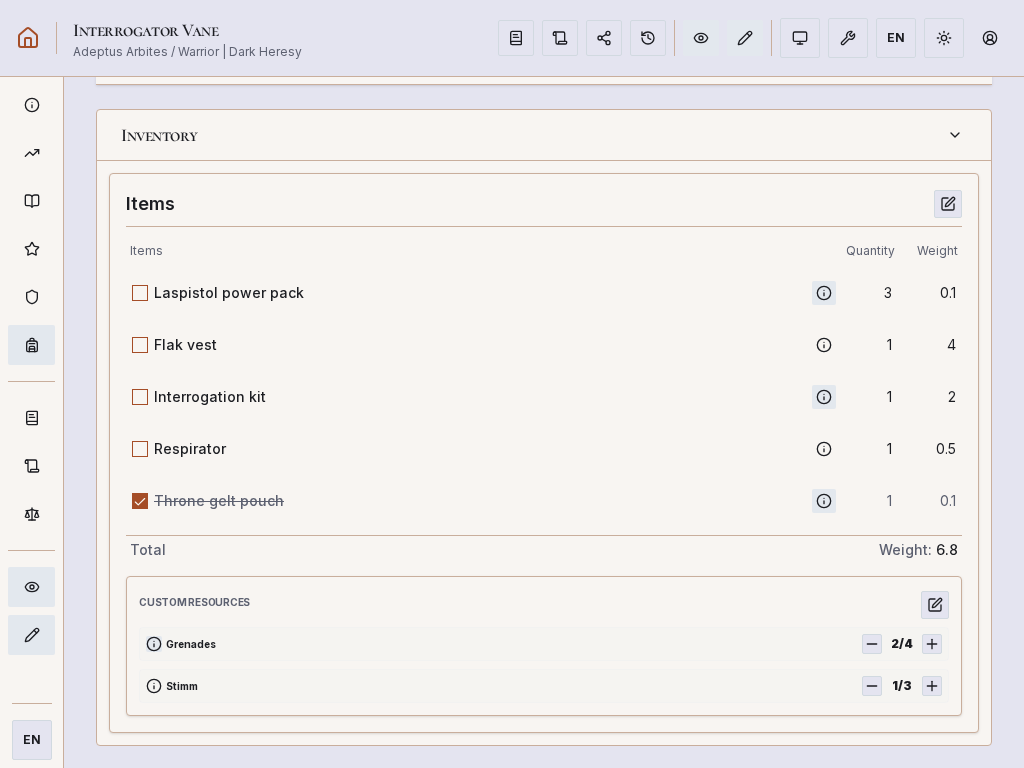 Interrogator Vane
Adeptus Arbites / Warrior | Dark Heresy
EN
Inventory
Items
Items Quantity Weight
Laspistol power pack 3 0.1
Flak vest 1 4
Interrogation kit 1 2
Respirator 1 0.5
Throne gelt pouch 1 0.1
Total Weight: 6.8
CUSTOM RESOURCES
Grenades 2/4
Stimm 1/3
EN